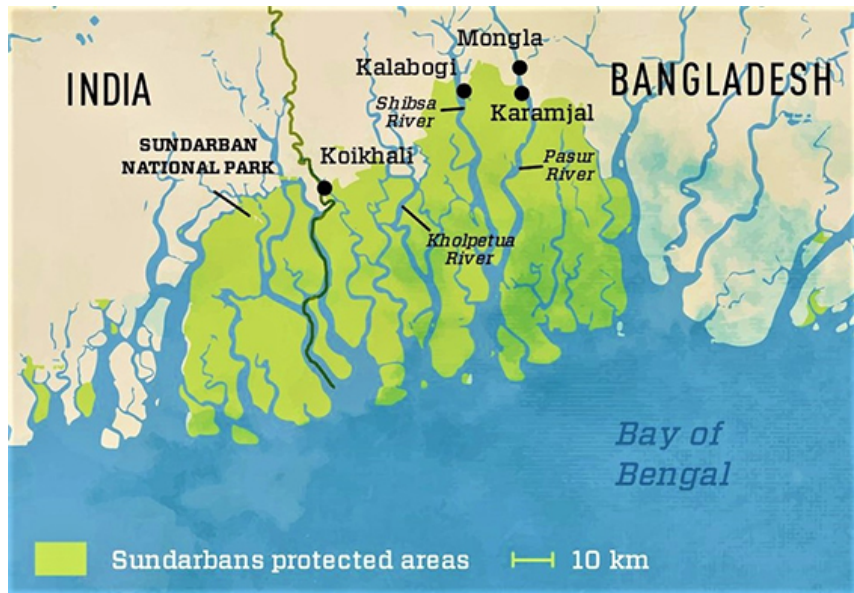 Mongla
Kalabogi
INDIA
BANGLADESH
Shibsa
River
Karamjal
SUNDARBAN
NATIONAL PARK
Koikhali
Pasur
River
Kholpetua
River
Bay of
Bengal
Sundarbans protected areas
10 km